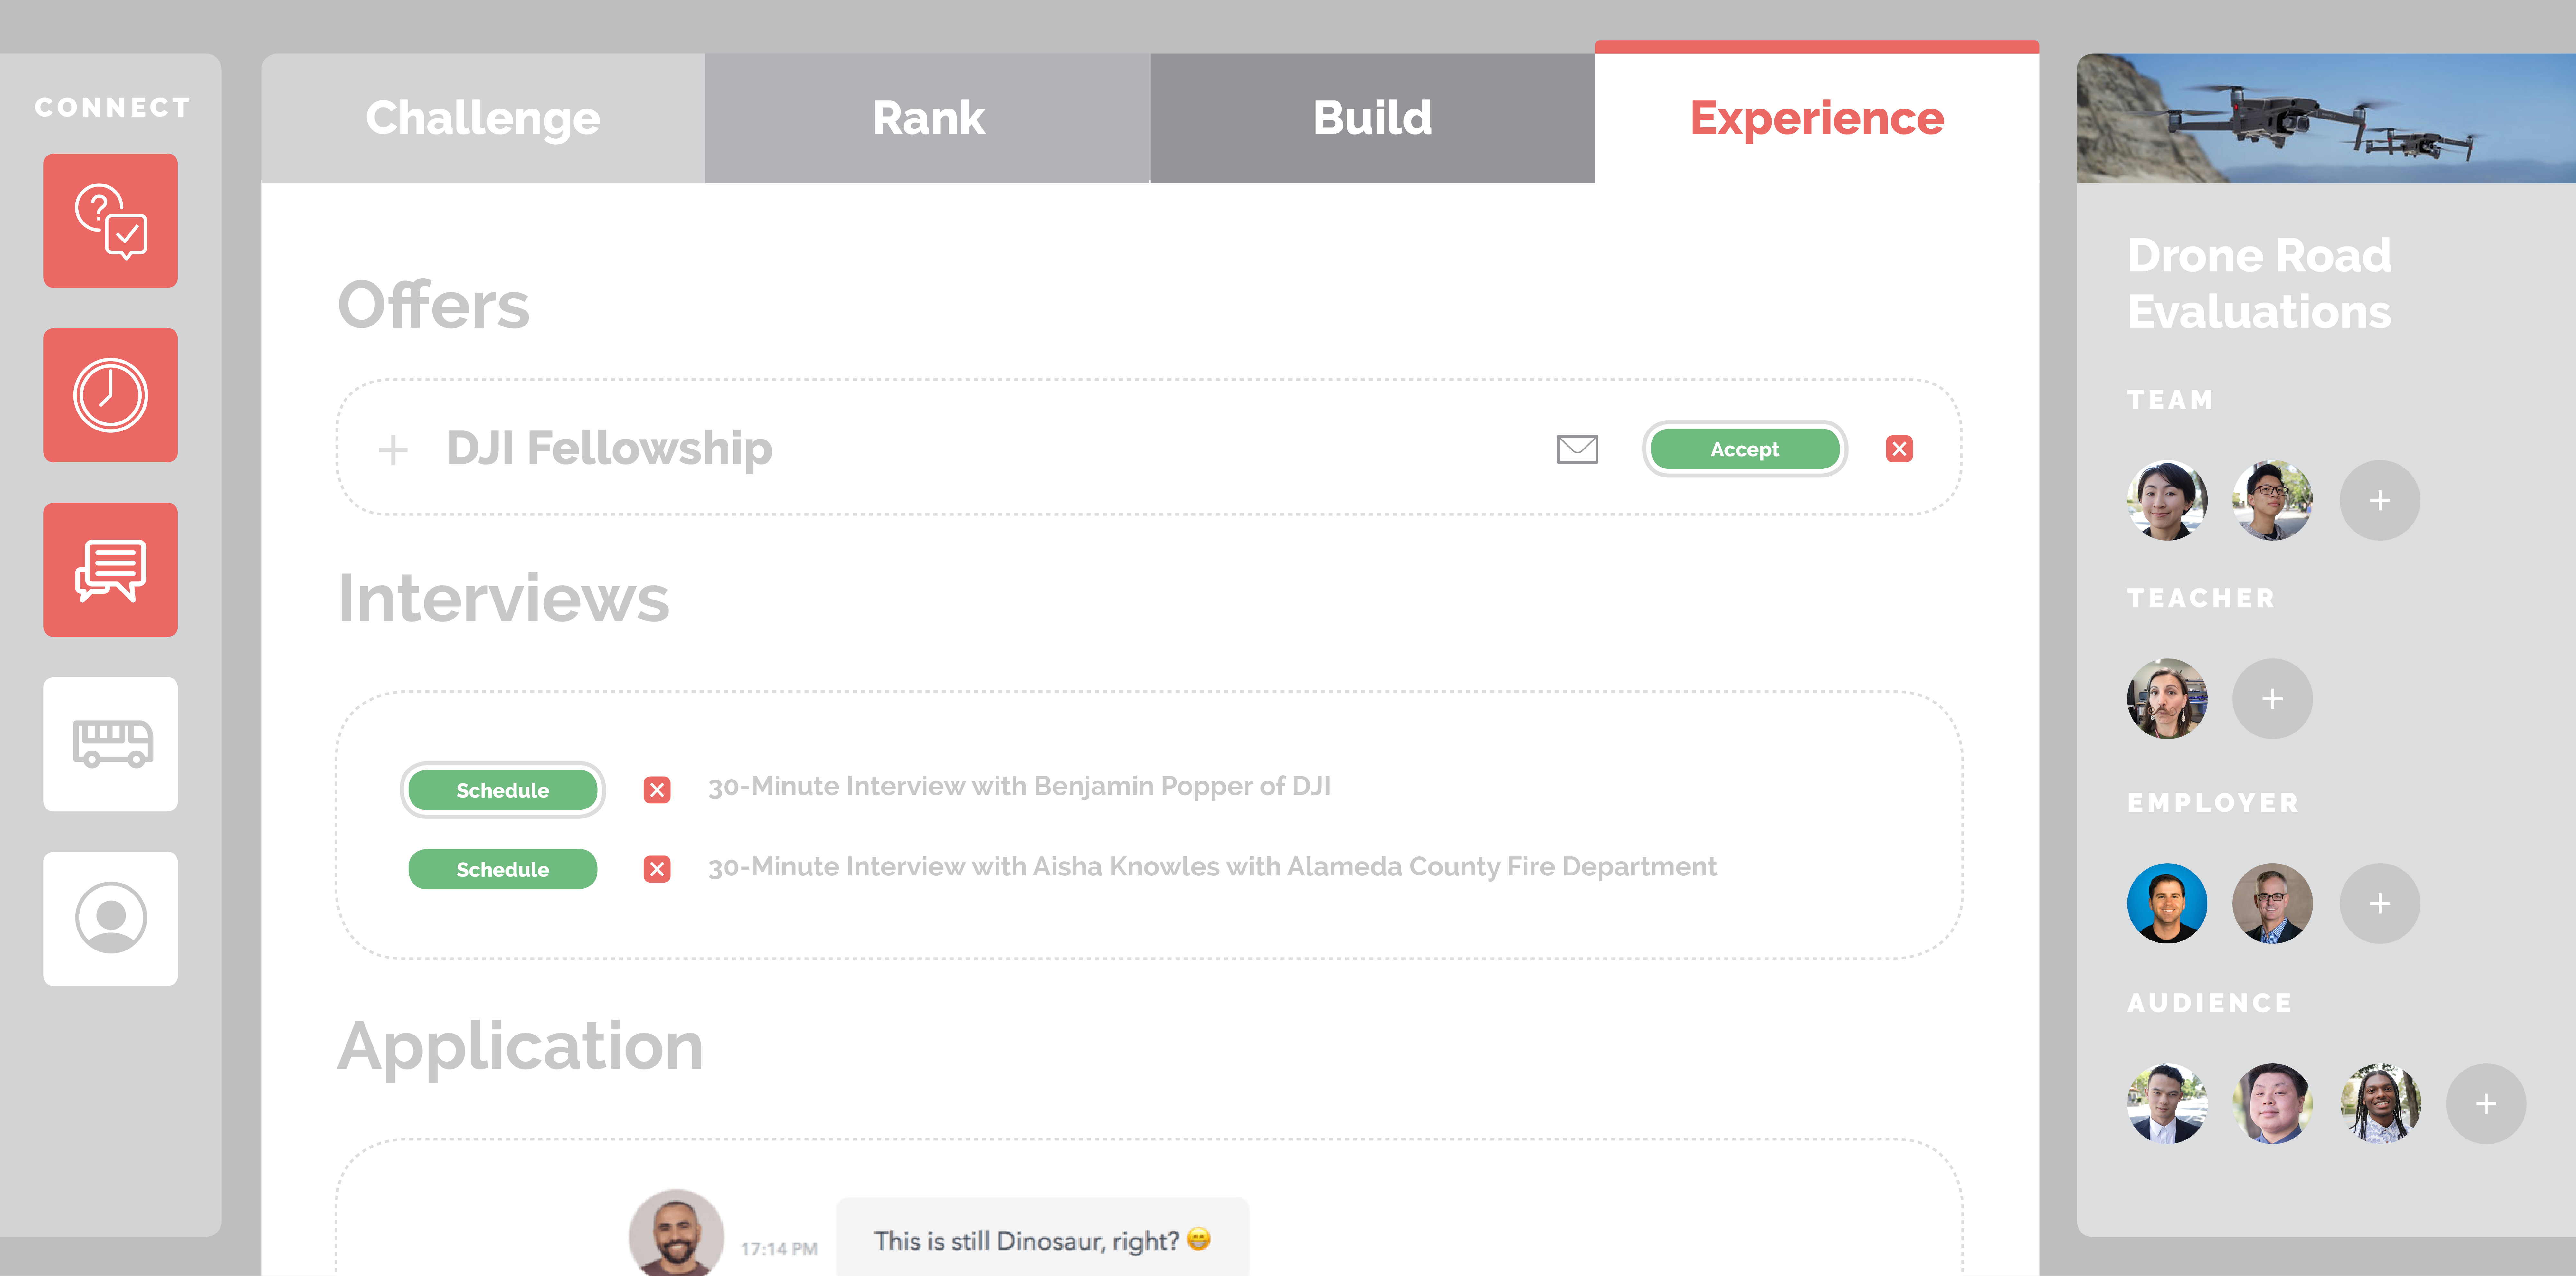 CONNECT
Challenge
Rank
Build
Experience
Offers
DJI Fellowship
Accept
Interviews
Schedule
30-Minute Interview with Benjamin Popper of DJI
Schedule
30-Minute Interview with Aisha Knowles with Alameda County Fire Department
Application
17:14 PM
This is still Dinosaur, right? 😁
Drone Road
Evaluations
TEAM
TEACHER
EMPLOYER
AUDIENCE